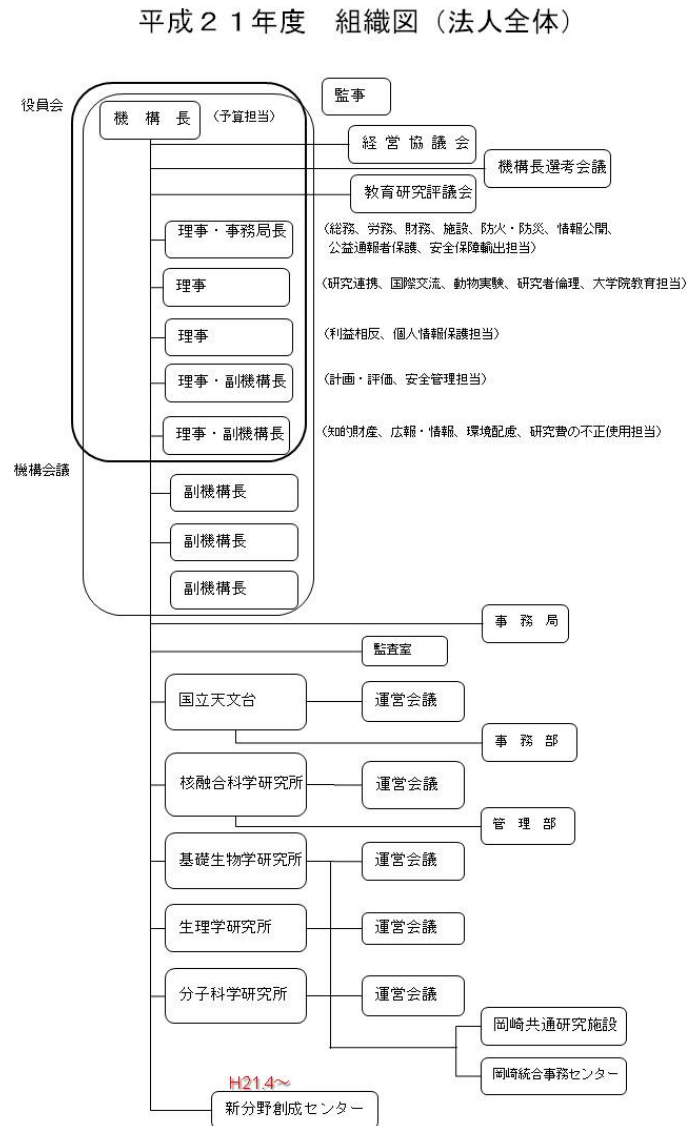 平成２１年度　組織図（法人全体）
役員会
監事
機　構　長
（予算担当）
経 営 協 議 会
機構長選考会議
教育研究評議会
理事・事務局長
（総務、労務、財務、施設、防火・防災、情報公開、
公益通報者保護、安全保障輸出担当）
理事
（研究連携、国際交流、動物実験、研究者倫理、大学院教育担当）
理事
（利益相反、個人情報保護担当）
理事・副機構長
（計画・評価、安全管理担当）
理事・副機構長
（知的財産、広報・情報、環境配慮、研究費の不正使用担当）
機構会議
副機構長
副機構長
副機構長
事　務　局
監査室
国立天文台
運営会議
事　務　部
核融合科学研究所
運営会議
管　理　部
基礎生物学研究所
運営会議
生理学研究所
運営会議
分子科学研究所
運営会議
岡崎共通研究施設
岡崎統合事務センター
H21.4～
新分野創成センター